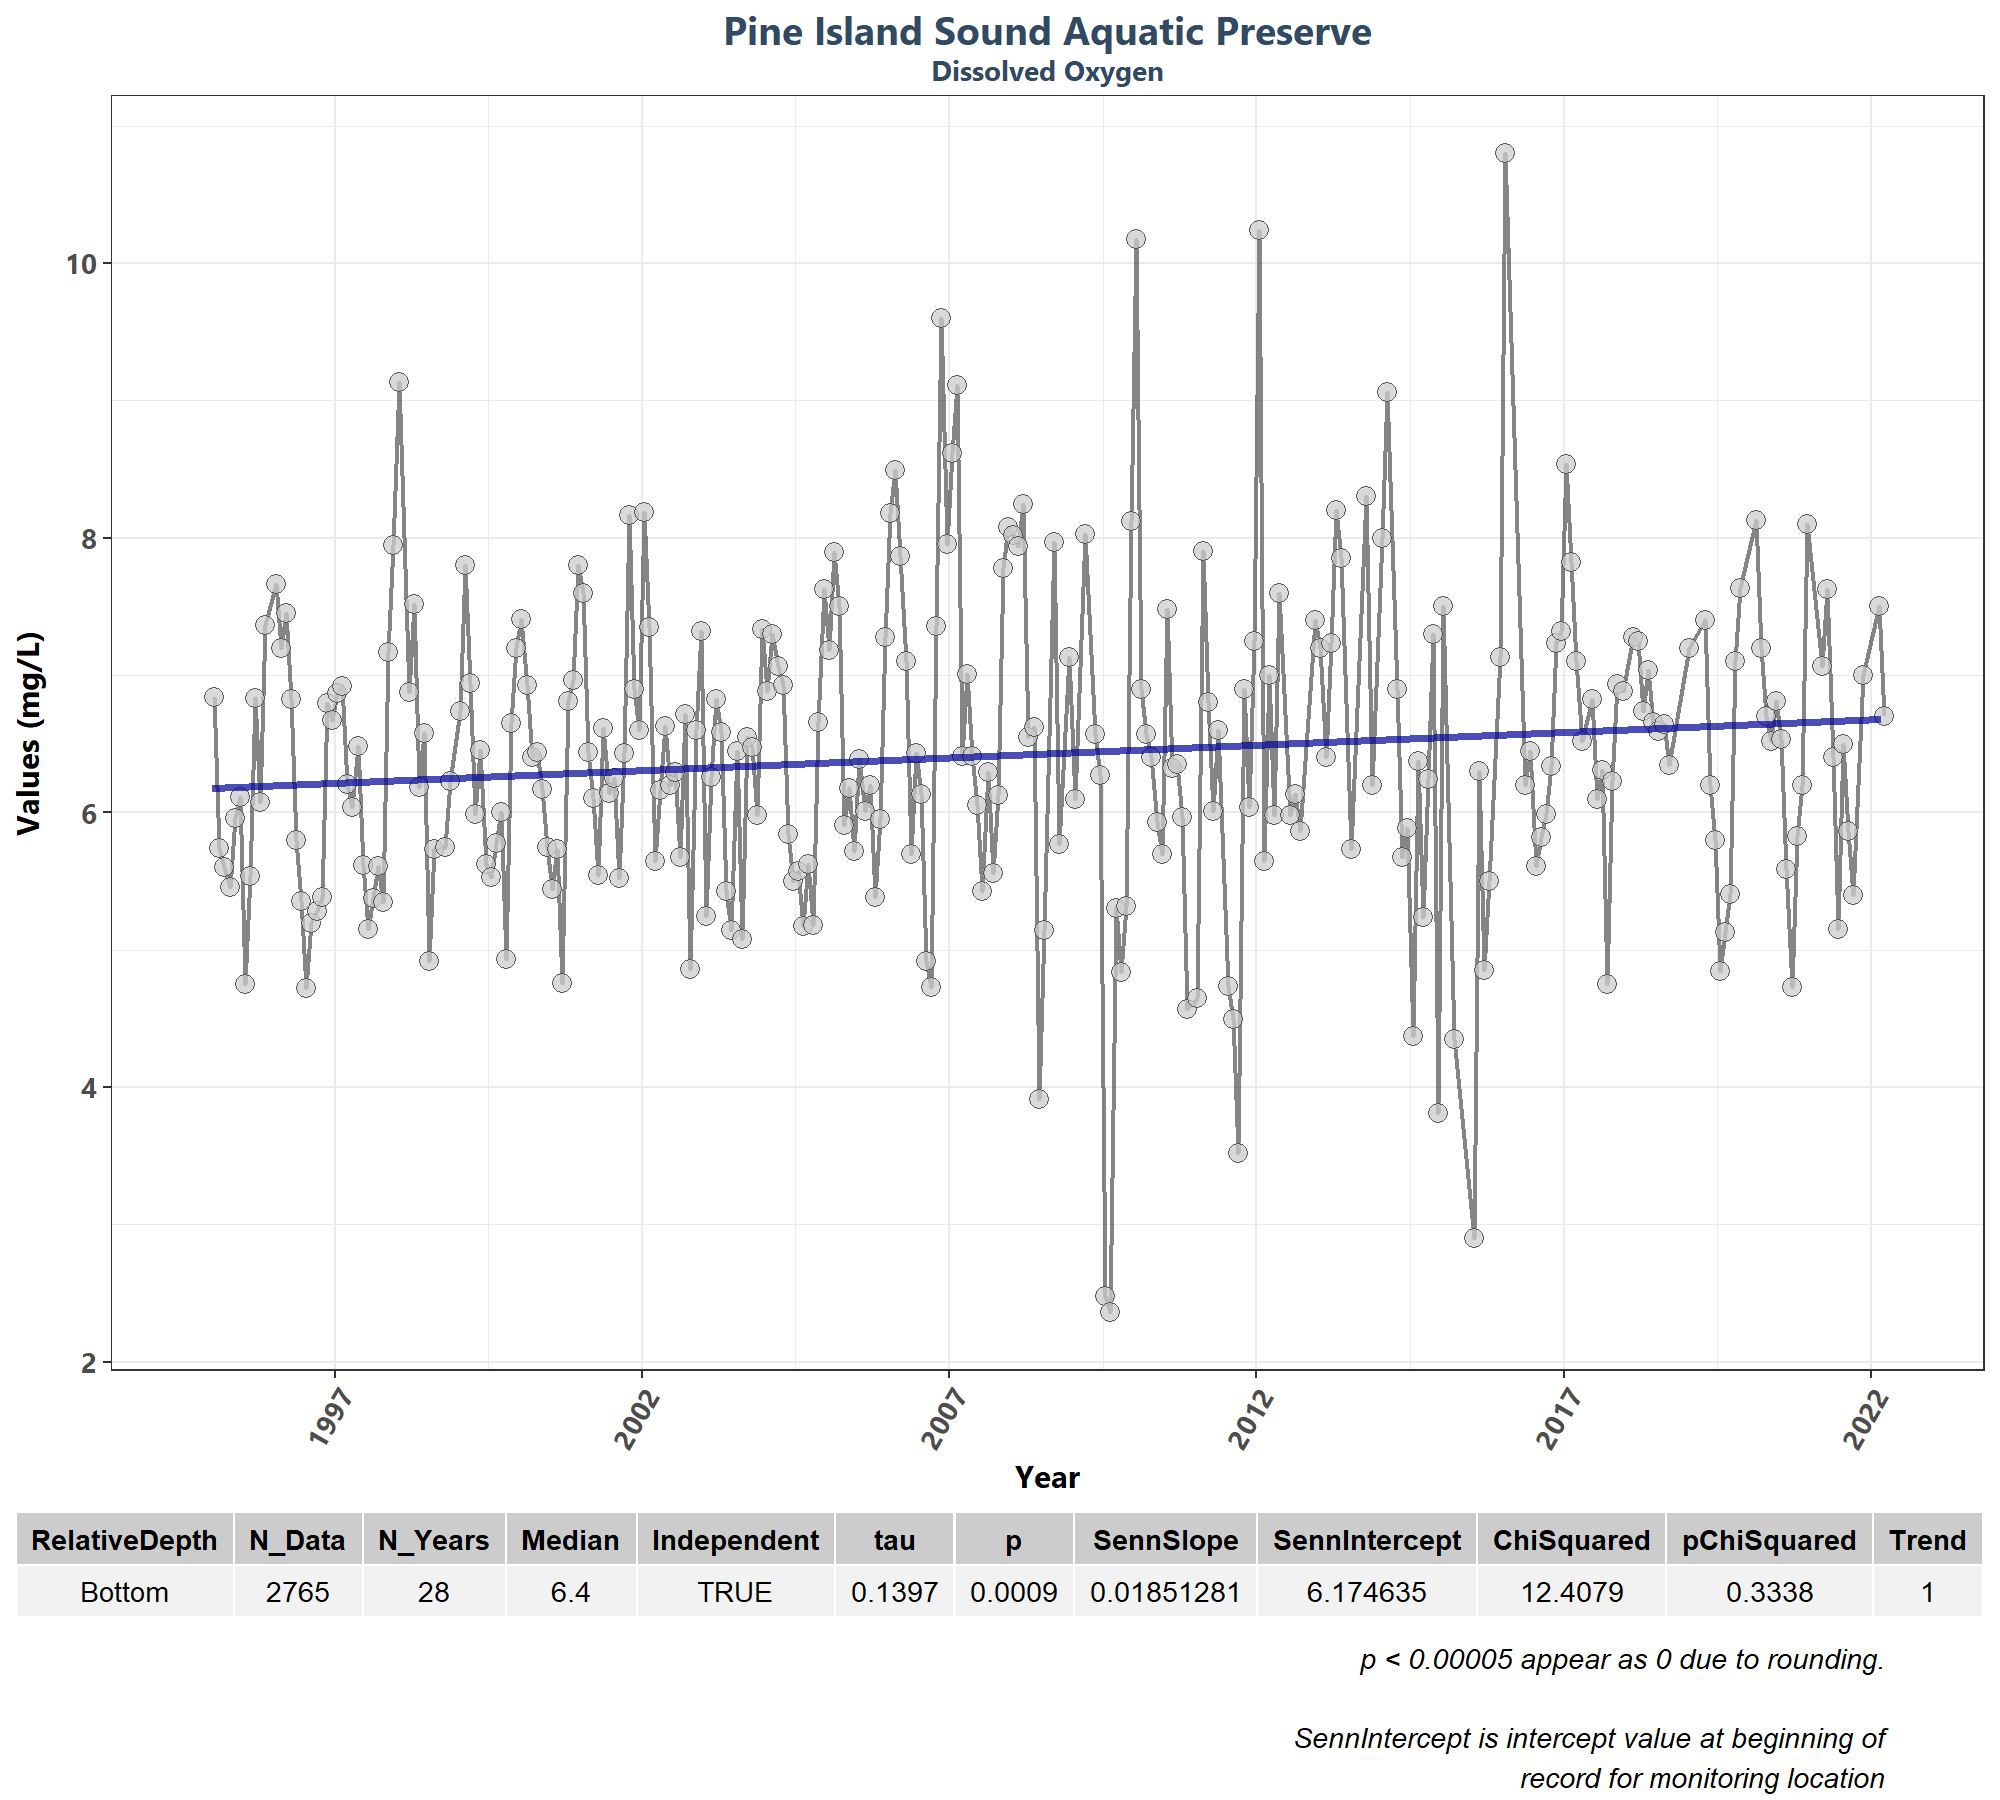 Pine Island Sound Aquatic Preserve
Dissolved Oxygen
Values (mg/L)
10
8
6
4
2
1997 2002 2007 2012 2017 2022
Year
RelativeDepth N_Data N_Years Median Independent tau p SennSlope SennIntercept ChiSquared pChiSquared Trend
Bottom 2765 28 6.4 TRUE 0.1397 0.0009 0.01851281 6.174635 12.4079 0.3338 1
p < 0.00005 appear as 0 due to rounding.
SennIntercept is intercept value at beginning of
record for monitoring location